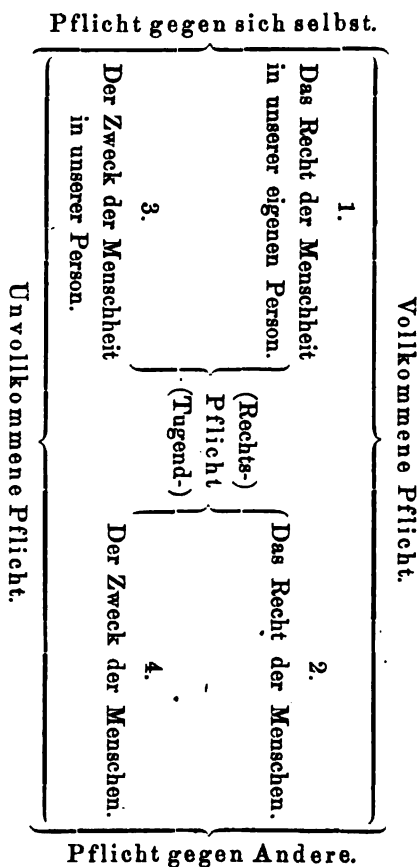 Pflicht gegen sich selbst.
Vollkommene Pflicht.
1.
Das Recht der Menschheit
in unserer eigenen Person.
2.
Das Recht der Menschen.
(Rechts-)
Pflicht
(Tugend-)
3.
Der Zweck der Menschheit
in unserer Person.
4.
Der Zweck der Menschen.
Unvollkommene Pflicht.
Pflicht gegen Andere.